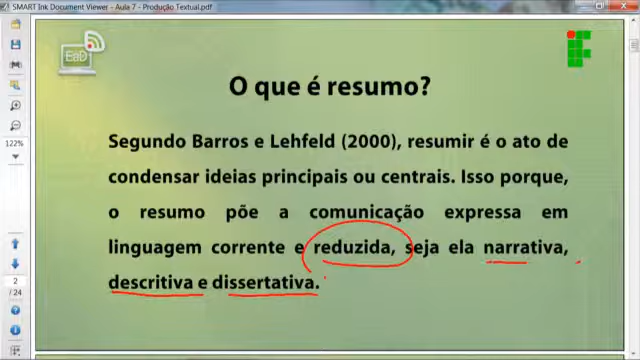 SMART Ink Document Viewer - Aula 7 - Produção Textual.pdf
EaD
O que é resumo?
Segundo Barros e Lehfeld (2000), resumir é o ato de
condensar ideias principais ou centrais. Isso porque,
o resumo põe a comunicação expressa em
linguagem corrente e reduzida, seja ela narrativa,
descritiva e dissertativa.
122%
2
/ 24